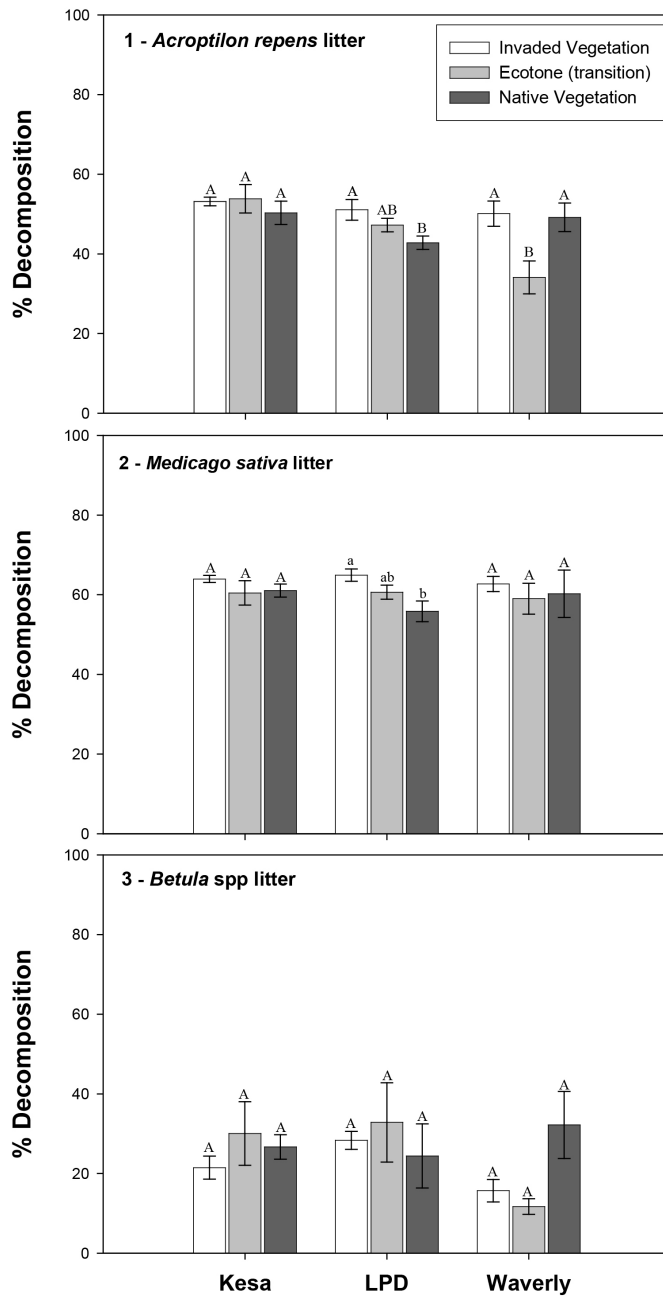 1 - Acroptilon repens litter
Invaded Vegetation
Ecotone (transition)
Native Vegetation
% Decomposition
100
80
60
40
20
0
A A A A AB B A B A
2 - Medicago sativa litter
% Decomposition
100
80
60
40
20
0
A A A a ab b A A A
3 - Betula spp litter
% Decomposition
100
80
60
40
20
0
A A A A A A A A A
Kesa LPD Waverly